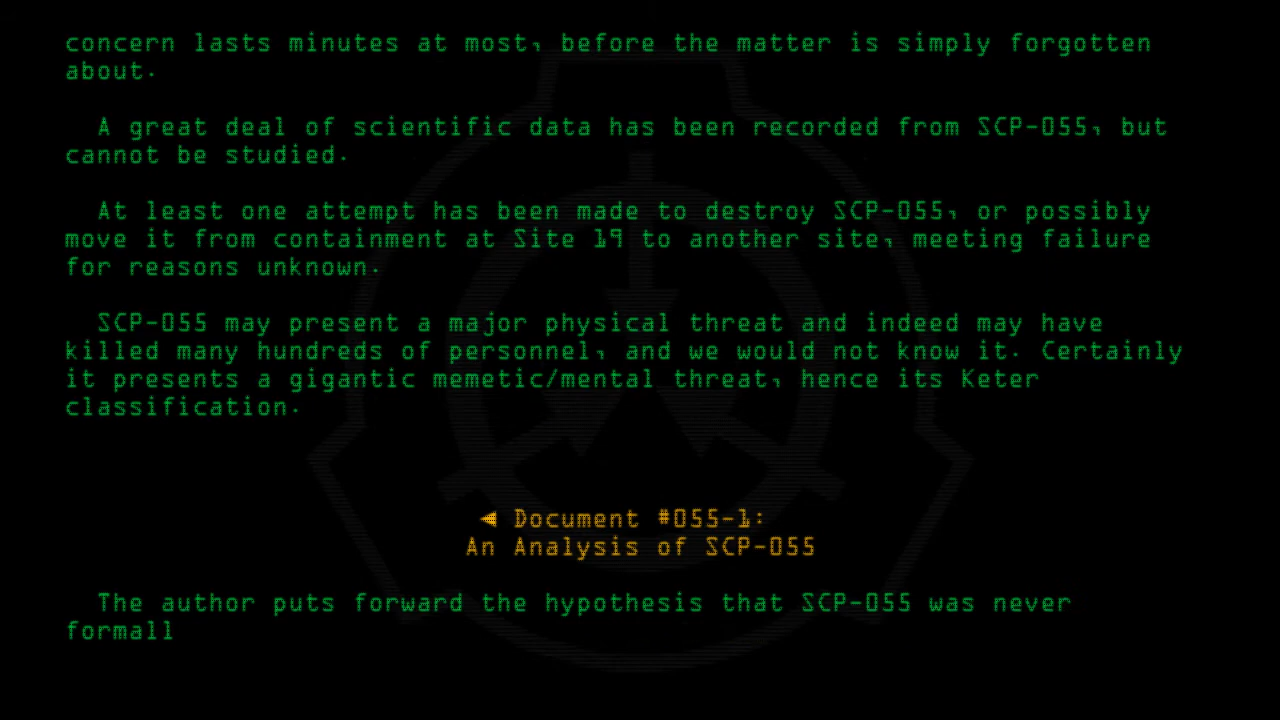 concern lasts minutes at most, before the matter is simply forgotten
about.
A great deal of scientific data has been recorded from SCP-055, but
cannot be studied.
At least one attempt has been made to destroy SCP-055, or possibly
move it from containment at Site 19 to another site, meeting failure
for reasons unknown.
SCP-055 may present a major physical threat and indeed may have
killed many hundreds of personnel, and we would not know it. Certainly
it presents a gigantic memetic/mental threat, hence its Keter
classification.
◄ Document #055-1:
An Analysis of SCP-055
The author puts forward the hypothesis that SCP-055 was never
formall